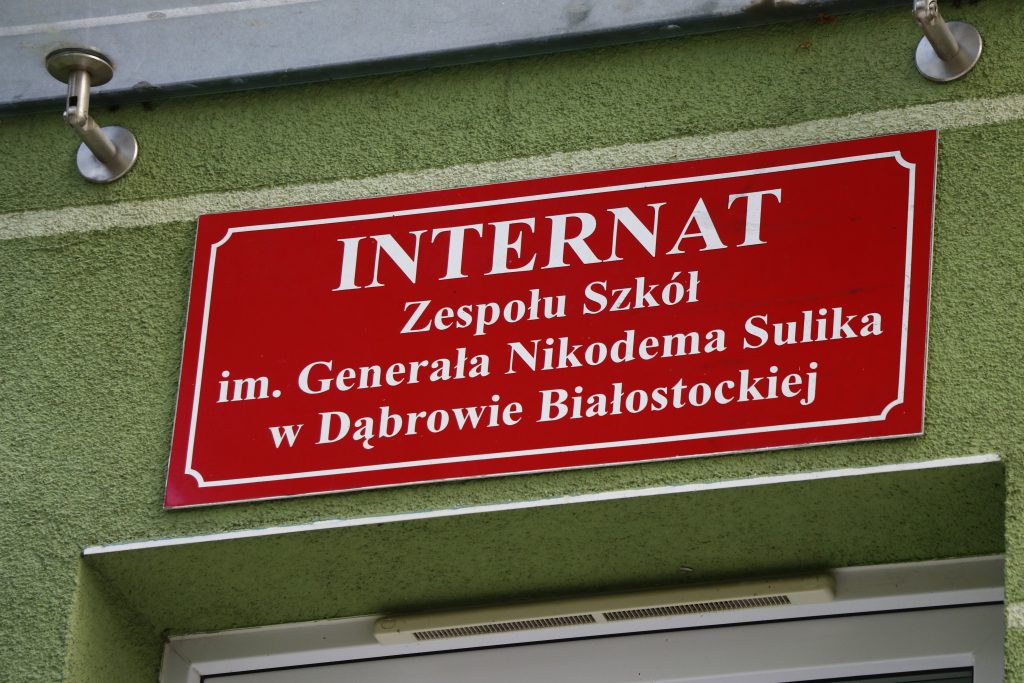 INTERNAT
Zespołu Szkół
im. Generała Nikodema Sulika
w Dąbrowie Białostockiej